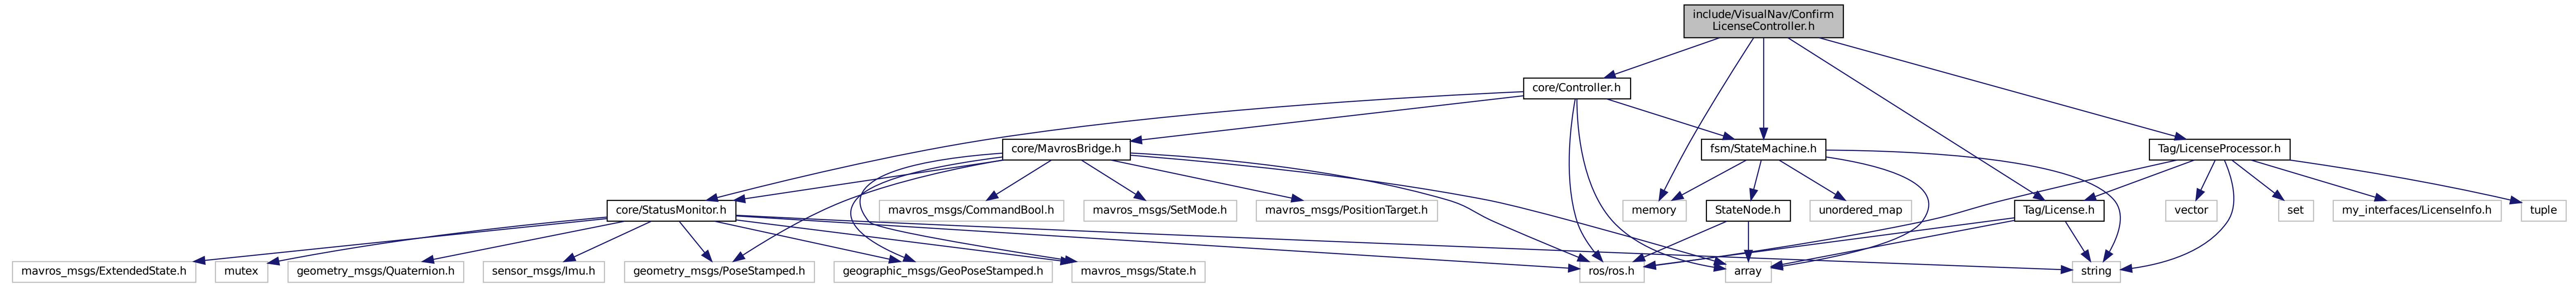 include/VisualNav/Confirm
LicenseController.h
core/Controller.h
core/MavrosBridge.h
fsm/StateMachine.h
Tag/LicenseProcessor.h
core/StatusMonitor.h
mavros_msgs/CommandBool.h
mavros_msgs/SetMode.h
mavros_msgs/PositionTarget.h
memory
StateNode.h
unordered_map
Tag/License.h
vector
set
my_interfaces/LicenseInfo.h
tuple
mavros_msgs/ExtendedState.h
mutex
geometry_msgs/Quaternion.h
sensor_msgs/Imu.h
geometry_msgs/PoseStamped.h
geographic_msgs/GeoPoseStamped.h
mavros_msgs/State.h
ros/ros.h
array
string